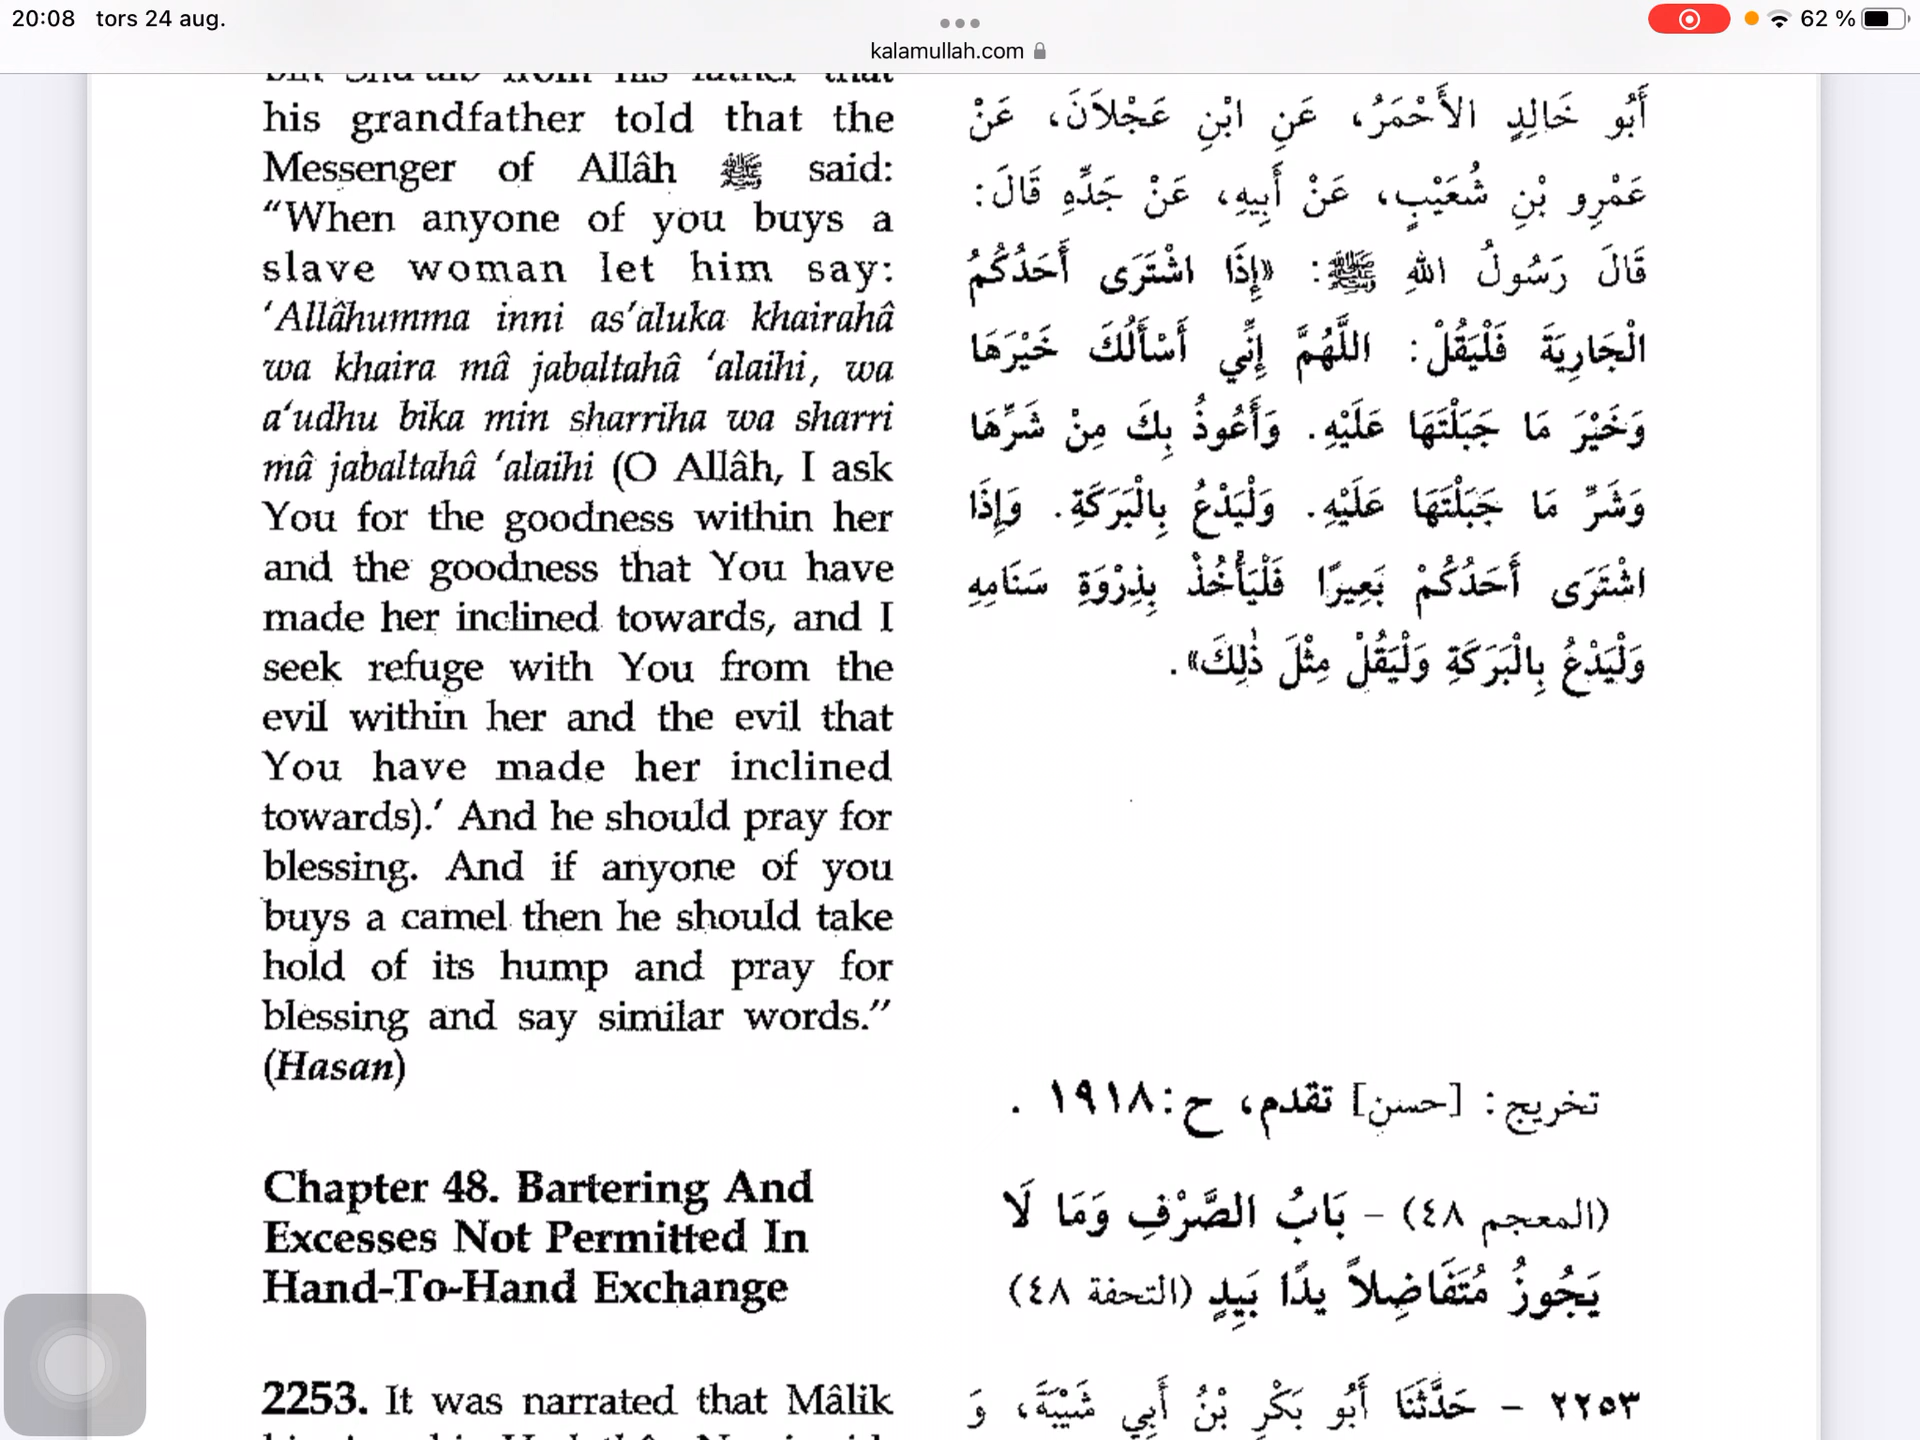 20:08 tors 24 aug.
62 %
kalamullah.com
his grandfather told that the
Messenger of Allâh ﷺ said:
“When anyone of you buys a
slave woman let him say:
‘Allâhumma inni as’aluka khairahâ
wa khaira mâ jabaltahâ ‘alaihi, wa
a‘udhu bika min sharriha wa sharri
mâ jabaltahâ ‘alaihi (O Allâh, I ask
You for the goodness within her
and the goodness that You have
made her inclined towards, and I
seek refuge with You from the
evil within her and the evil that
You have made her inclined
towards).’ And he should pray for
blessing. And if anyone of you
buys a camel then he should take
hold of its hump and pray for
blessing and say similar words.”
(Hasan)
Chapter 48. Bartering And
Excesses Not Permitted In
Hand-To-Hand Exchange
2253. It was narrated that Mâlik
أَبُو خَالِدٍ الأَحْمَرُ، عَنِ ابْنِ عَجْلاَنَ، عَنْ
عَمْرِو بْنِ شُعَيْبٍ، عَنْ أَبِيهِ، عَنْ جَدِّهِ قَالَ:
قَالَ رَسُولُ اللهِ ﷺ: «إِذَا اشْتَرَى أَحَدُكُمُ
الْجَارِيَةَ فَلْيَقُلْ: اللَّهُمَّ إِنِّي أَسْأَلُكَ خَيْرَهَا
وَخَيْرَ مَا جَبَلْتَهَا عَلَيْهِ. وَأَعُوذُ بِكَ مِنْ شَرِّهَا
وَشَرِّ مَا جَبَلْتَهَا عَلَيْهِ. وَلْيَدْعُ بِالْبَرَكَةِ. وَإِذَا
اشْتَرَى أَحَدُكُمْ بَعِيرًا فَلْيَأْخُذْ بِذِرْوَةِ سَنَامِهِ
وَلْيَدْعُ بِالْبَرَكَةِ وَلْيَقُلْ مِثْلَ ذٰلِكَ».
تخريج: [حسن] تقدم، ح:١٩١٨.
(المعجم ٤٨) - بَابُ الصَّرْفِ وَمَا لَا
يَجُوزُ مُتَفَاضِلاً يدًا بَيِدٍ (التحفة ٤٨)
٢٢٥٣ - حَدَّثَنَا أَبُو بَكْرِ بْنُ أَبِي شَيْبَةَ، وَ